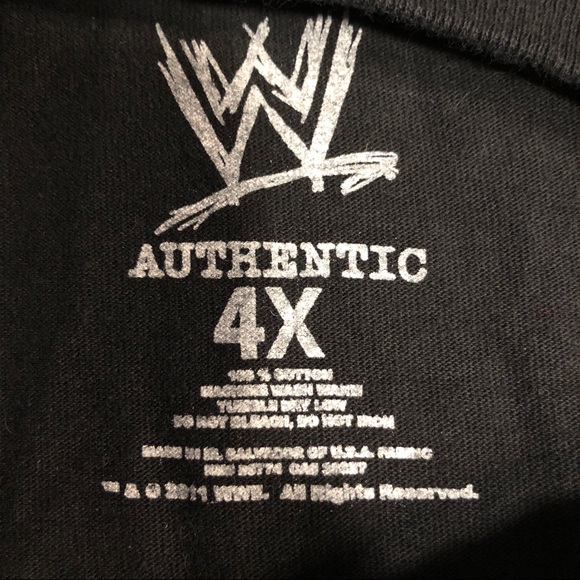 W
AUTHENTIC
4X
100 % COTTON
MACHINE WASH WARM
TUMBLE DRY LOW
DO NOT BLEACH, DO NOT IRON
MADE IN EL SALVADOR OF U.S.A. FABRIC
™ & © 2011 WWE. All Rights Reserved.